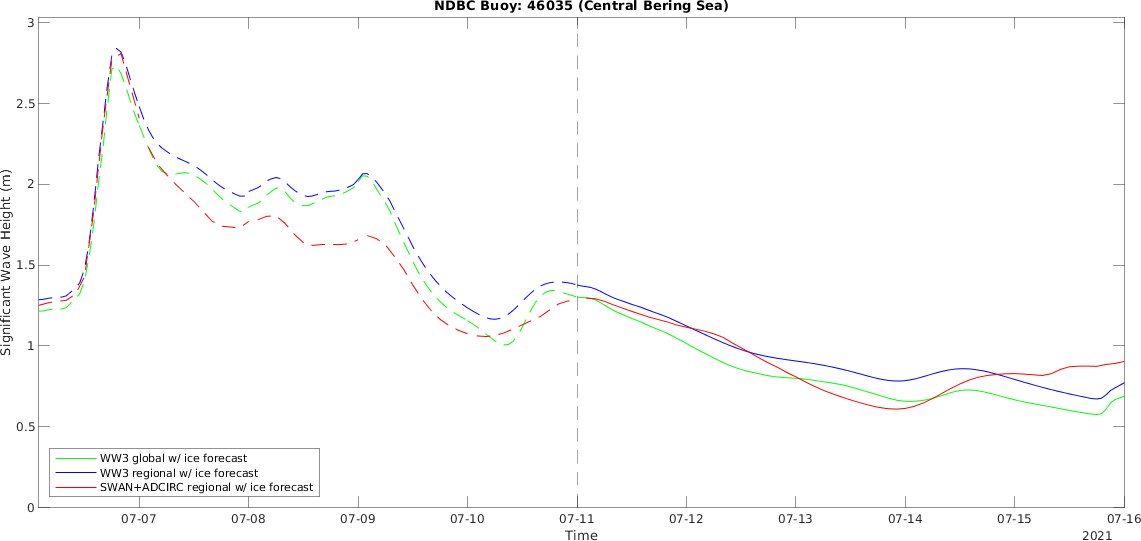 NDBC Buoy: 46035 (Central Bering Sea)
3
2.5
2
1.5
1
0.5
0
Significant Wave Height (m)
WW3 global w/ ice forecast
WW3 regional w/ ice forecast
SWAN+ADCIRC regional w/ ice forecast
07-07 07-08 07-09 07-10 07-11 07-12 07-13 07-14 07-15 07-16
Time
2021